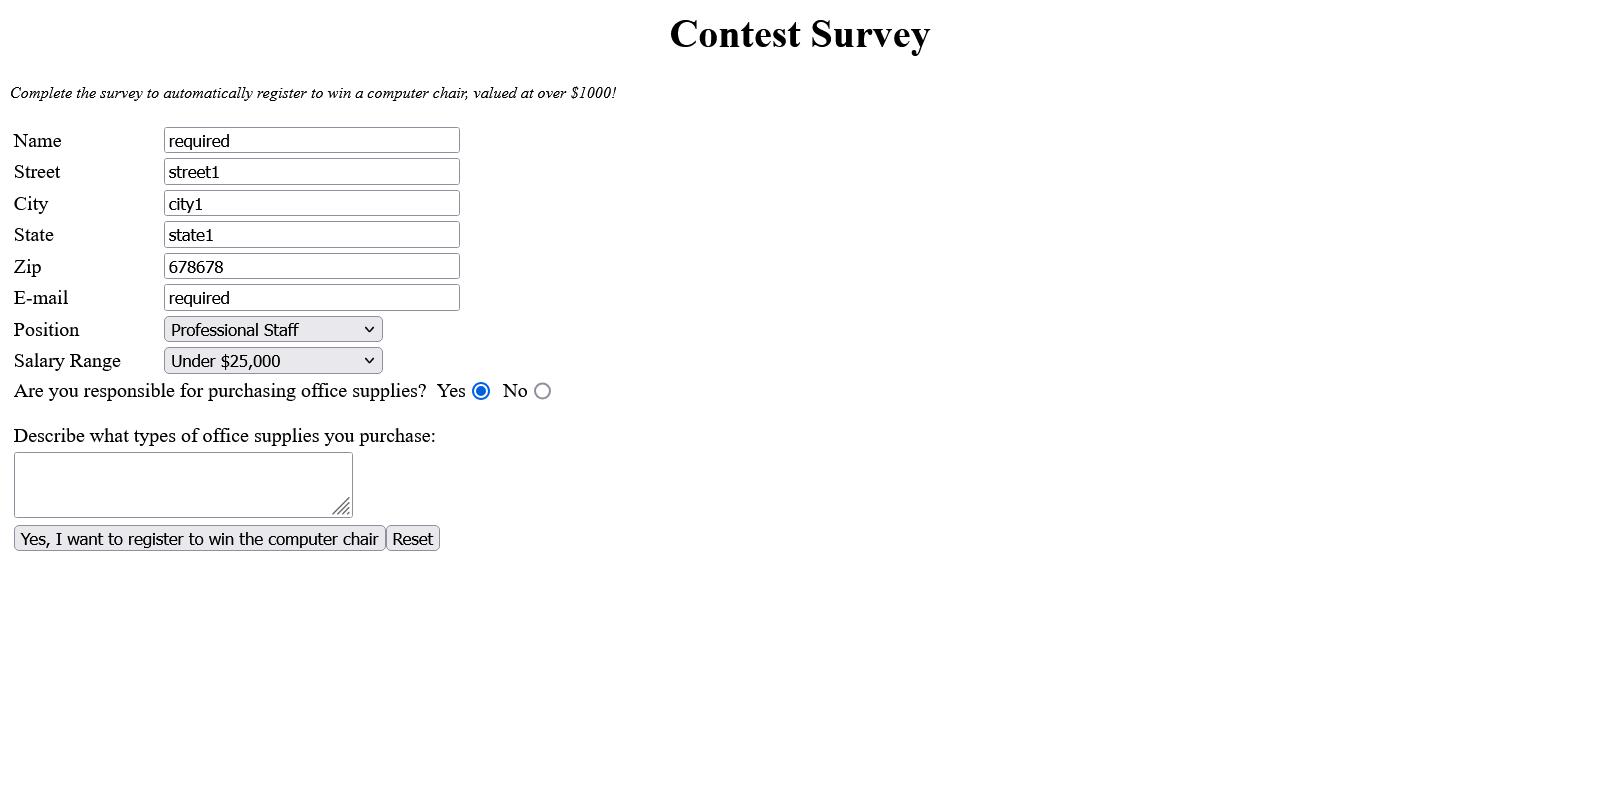 Contest Survey
Complete the survey to automatically register to win a computer chair, valued at over $1000!
Name required
Street street1
City city1
State state1
Zip 678678
E-mail required
Position Professional Staff
Salary Range Under $25,000
Are you responsible for purchasing office supplies? Yes No
Describe what types of office supplies you purchase:
Yes, I want to register to win the computer chair Reset